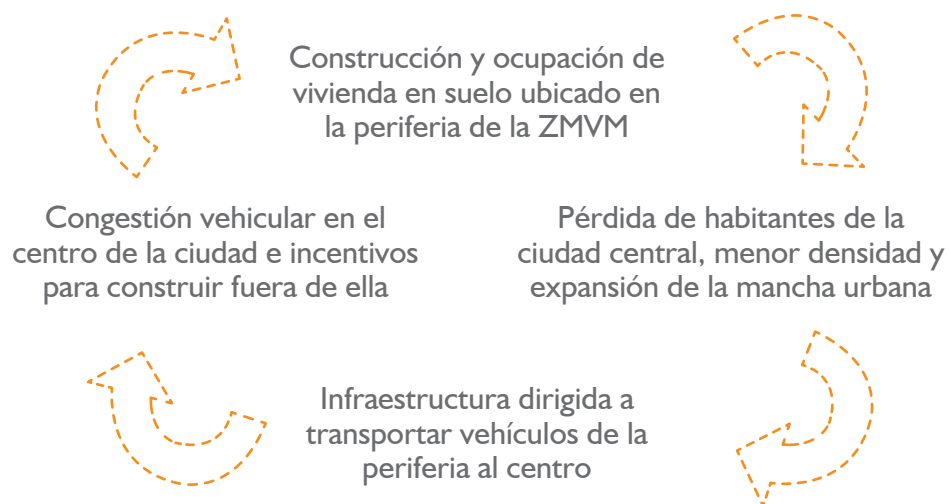 Construcción y ocupación de
vivienda en suelo ubicado en
la periferia de la ZMVM
Pérdida de habitantes de la
ciudad central, menor densidad y
expansión de la mancha urbana
Infraestructura dirigida a
transportar vehículos de la
periferia al centro
Congestión vehicular en el
centro de la ciudad e incentivos
para construir fuera de ella